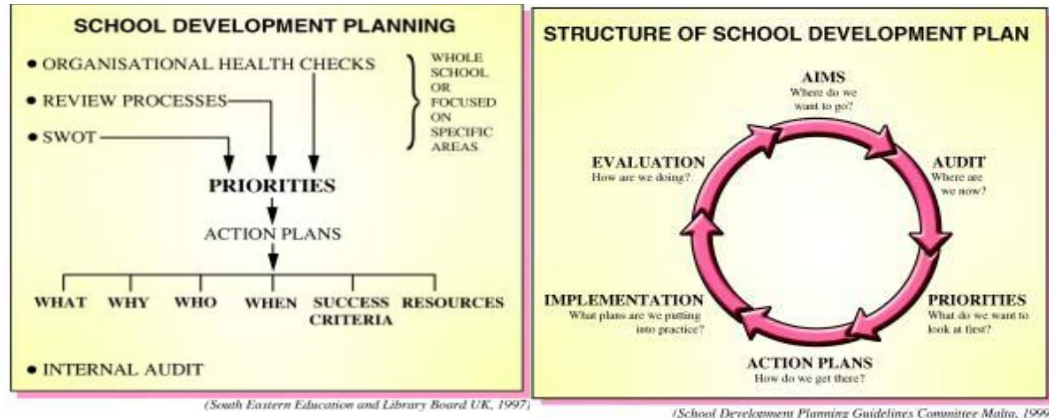 SCHOOL DEVELOPMENT PLANNING
• ORGANISATIONAL HEALTH CHECKS
• REVIEW PROCESSES
• SWOT
WHOLE
SCHOOL
OR
FOCUSED
ON
SPECIFIC
AREAS
PRIORITIES
ACTION PLANS
WHAT WHY WHO WHEN SUCCESS CRITERIA RESOURCES
• INTERNAL AUDIT
(South Eastern Education and Library Board UK, 1997)
STRUCTURE OF SCHOOL DEVELOPMENT PLAN
AIMS
Where do we
want to go?
AUDIT
Where are
we now?
PRIORITIES
What do we want to
look at first?
ACTION PLANS
How do we get there?
IMPLEMENTATION
What plans are we putting
into practice?
EVALUATION
How are we doing?
(School Development Planning Guidelines Committee Malta,